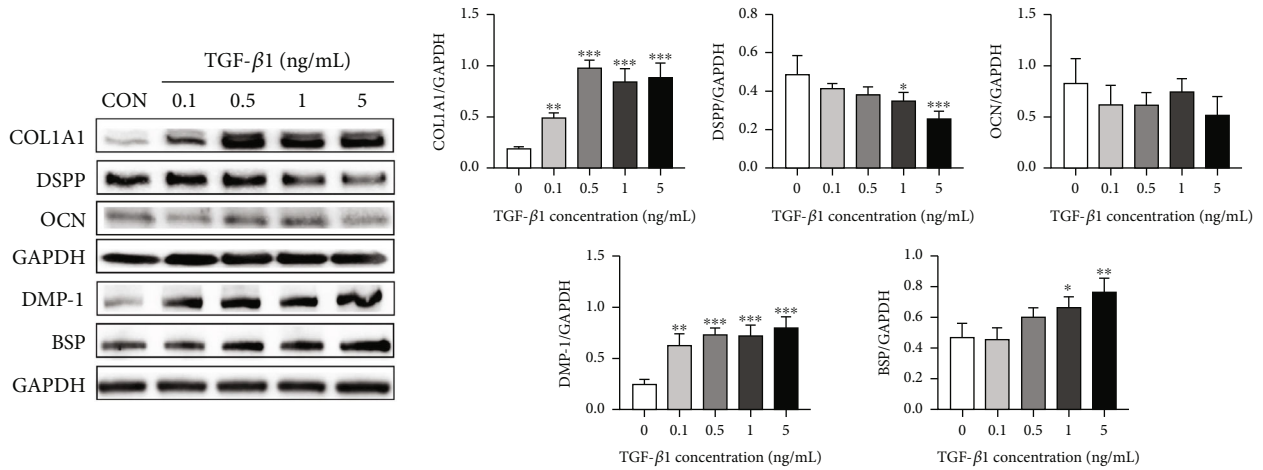 TGF-β1 (ng/mL)
CON 0.1 0.5 1 5
COL1A1
DSPP
OCN
GAPDH
DMP-1
BSP
GAPDH
COL1A1/GAPDH
1.5
1.0
0.5
0.0
** *** *** ***
0 0.1 0.5 1 5
TGF-β1 concentration (ng/mL)
DSPP/GAPDH
0.8
0.6
0.4
0.2
0.0
* ***
0 0.1 0.5 1 5
TGF-β1 concentration (ng/mL)
OCN/GAPDH
1.5
1.0
0.5
0.0
0 0.1 0.5 1 5
TGF-β1 concentration (ng/mL)
DMP-1/GAPDH
1.5
1.0
0.5
0.0
** *** *** ***
0 0.1 0.5 1 5
TGF-β1 concentration (ng/mL)
BSP/GAPDH
1.0
0.8
0.6
0.4
0.2
0.0
* **
0 0.1 0.5 1 5
TGF-β1 concentration (ng/mL)